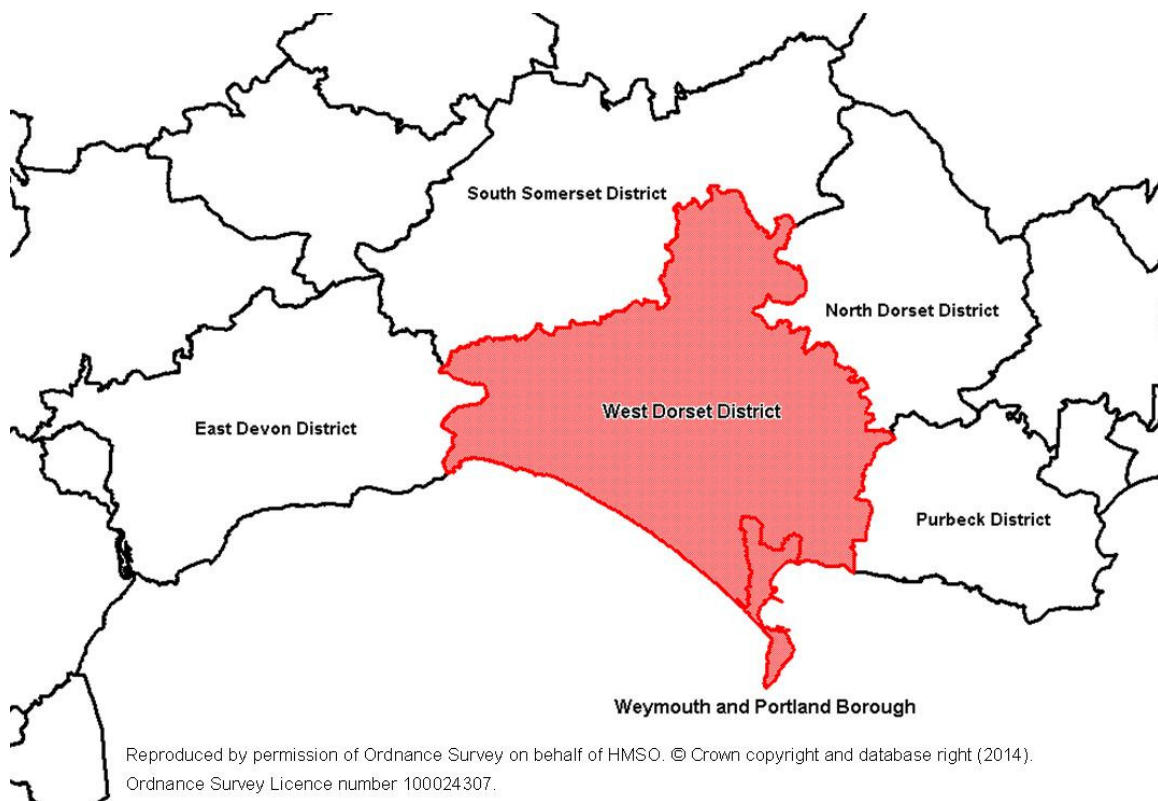 South Somerset District
North Dorset District
West Dorset District
East Devon District
Purbeck District
Weymouth and Portland Borough
Reproduced by permission of Ordnance Survey on behalf of HMSO. © Crown copyright and database right (2014).
Ordnance Survey Licence number 100024307.